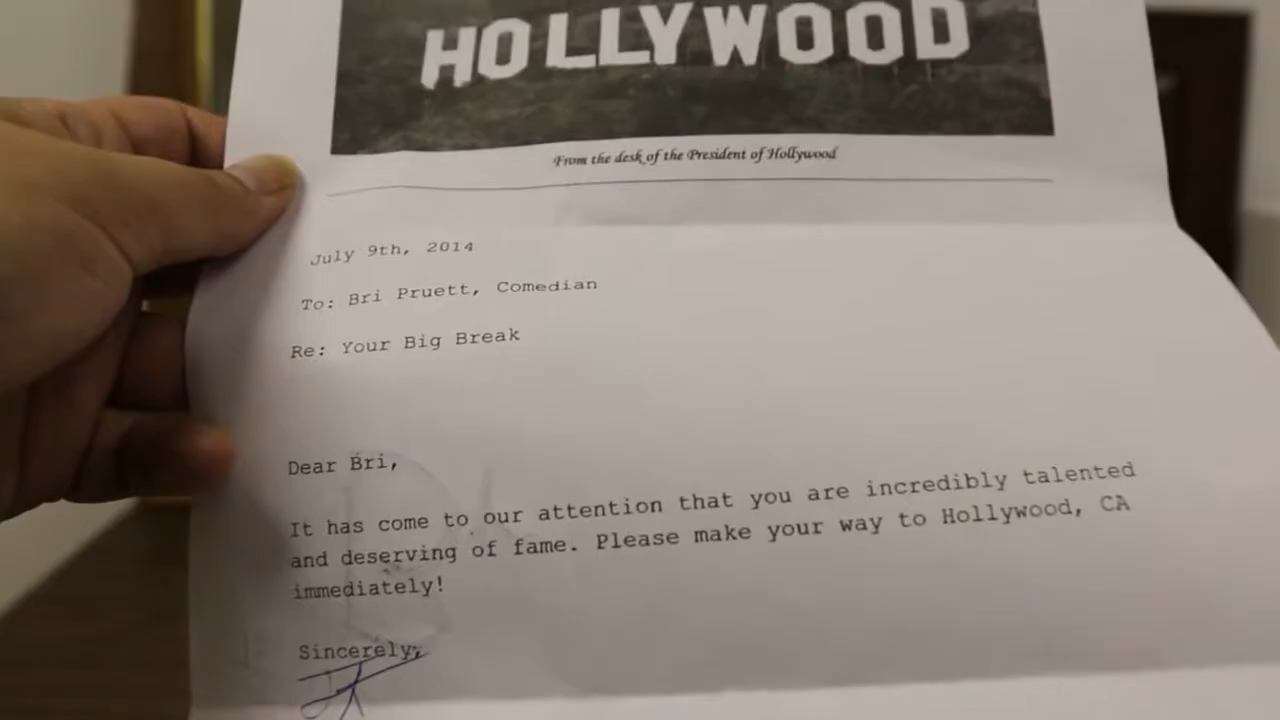 HOLLYWOOD
From the desk of the President of Hollywood
July 9th, 2014
To: Bri Pruett, Comedian
Re: Your Big Break
Dear Bri,
It has come to our attention that you are incredibly talented
and deserving of fame. Please make your way to Hollywood, CA
immediately!
Sincerely,